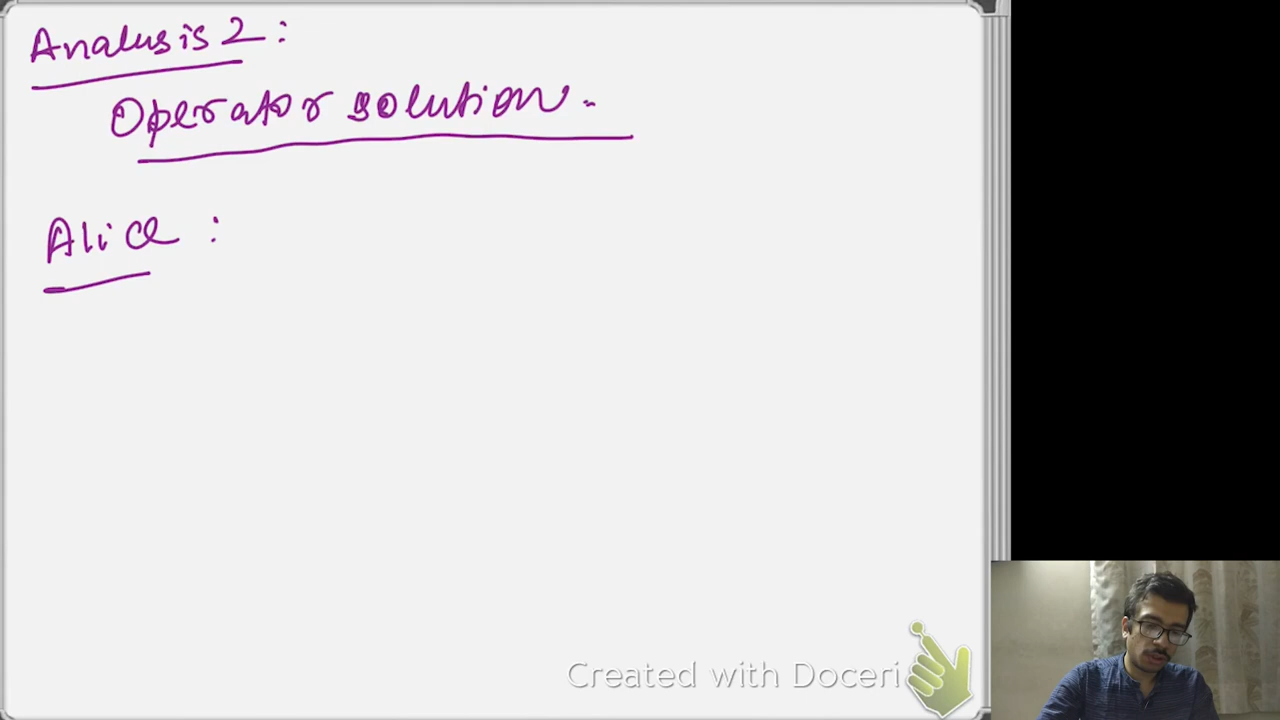 Analysis 2:
Operator solution.
Alice :
Created with Doceri